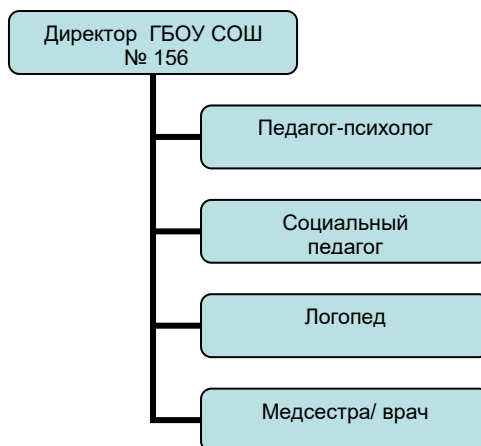 Директор ГБОУ СОШ
№ 156
Педагог-психолог
Социальный
педагог
Логопед
Медсестра/ врач